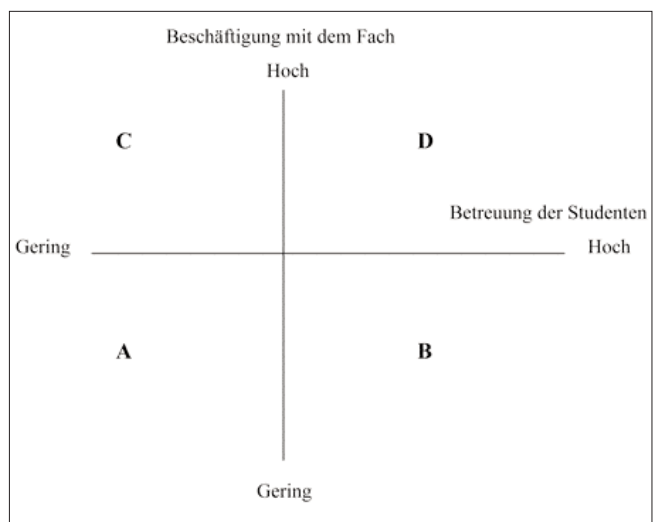 Beschäftigung mit dem Fach
Hoch
C
D
Betreuung der Studenten
Gering
Hoch
A
B
Gering